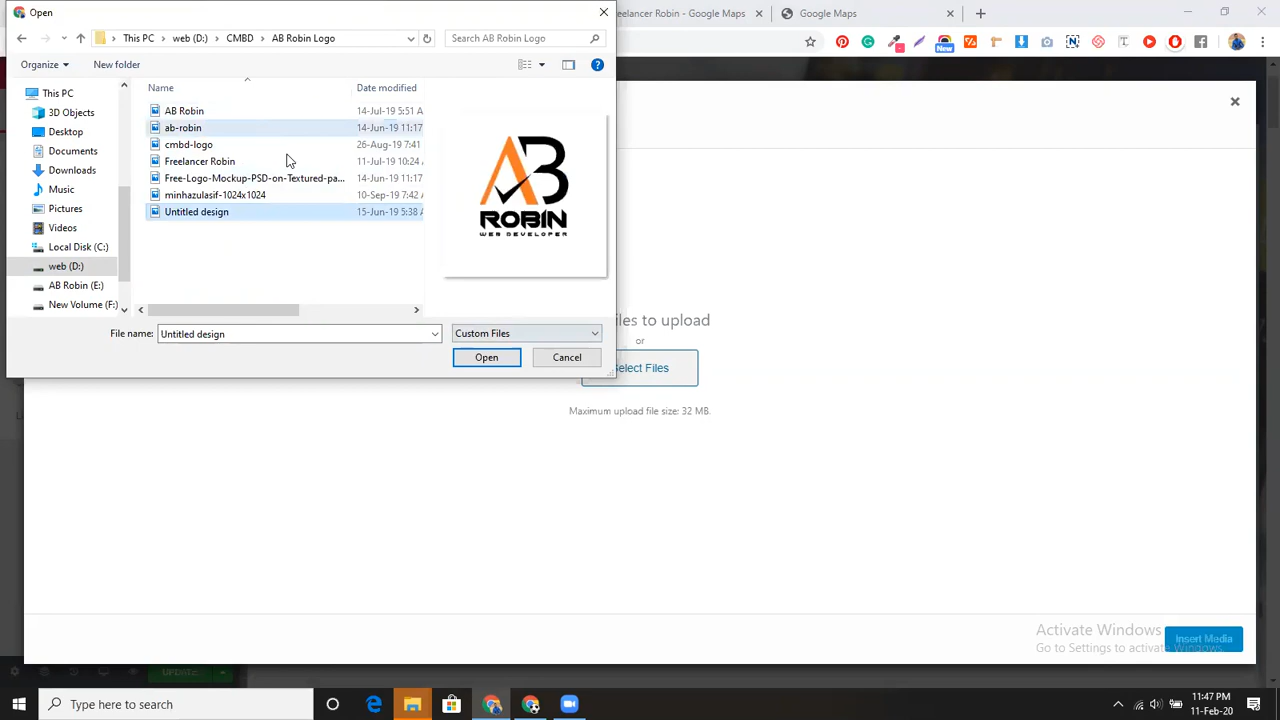 Open
reelancer Robin - Google Maps
Google Maps
This PC > web (D:) > CMBD > AB Robin Logo
Search AB Robin Logo
New
Organize
New folder
Name
Date modified
This PC
3D Objects
Desktop
Documents
Downloads
Music
Pictures
Videos
Local Disk (C:)
web (D:)
AB Robin (E:)
New Volume (F:)
AB Robin
14-Jul-19 5:51 A
ab-robin
14-Jun-19 11:17
cmbd-logo
26-Aug-19 7:41
Freelancer Robin
11-Jul-19 10:24
Free-Logo-Mockup-PSD-on-Textured-pa...
14-Jun-19 11:17
minhazulasif-1024x1024
10-Sep-19 7:42
Untitled design
15-Jun-19 5:38
AB
ROBIN
WEB DEVELOPER
File name:
Untitled design
Custom Files
Open
Cancel
iles to upload
or
Select Files
Maximum upload file size: 32 MB.
Activate Windows
Go to Settings to activate Windows.
Insert Media
UPDATE
Type here to search
11:47 PM
11-Feb-20